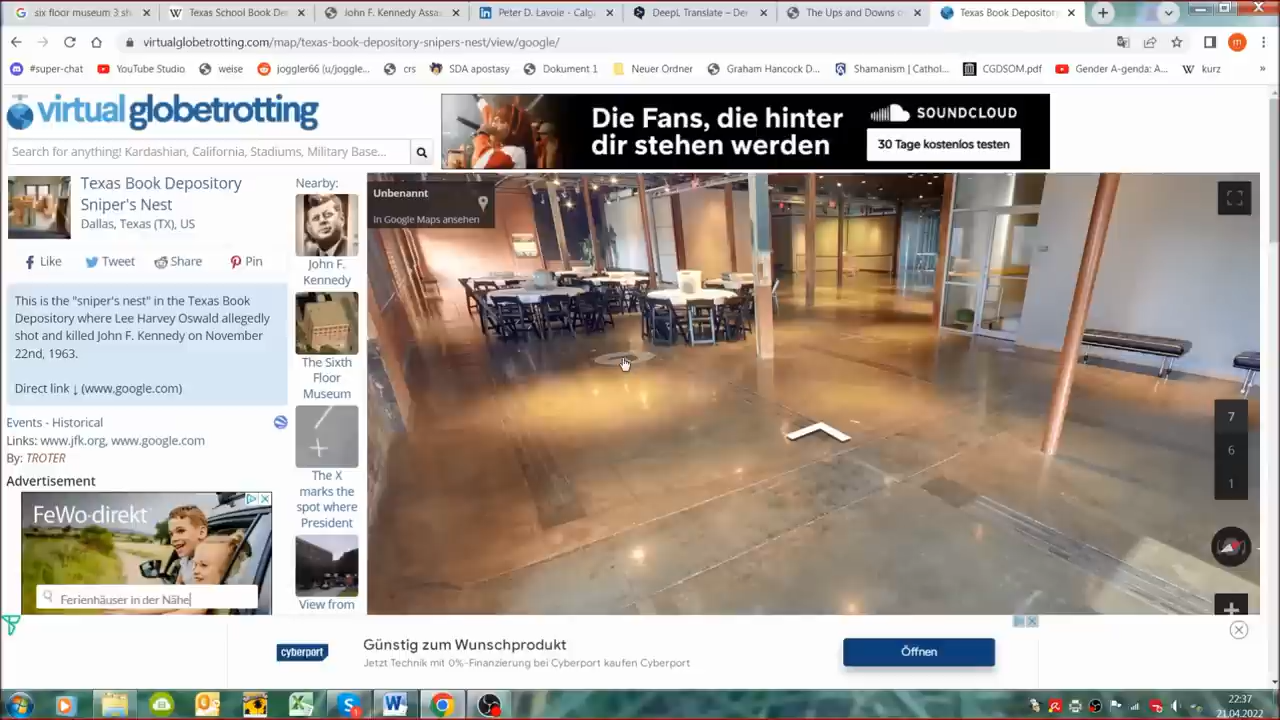 six floor museum 3 sh
Texas School Book De
John F. Kennedy Assa
Peter D. Lavoie - Calg
DeepL Translate – De
The Ups and Downs o
Texas Book Depositor
virtualglobetrotting.com/map/texas-book-depository-snipers-nest/view/google/
#super-chat
YouTube Studio
weise
joggler66 (u/joggle...
crs
SDA apostasy
Dokument 1
Neuer Ordner
Graham Hancock D...
Shamanism | Cathol...
CGDSOM.pdf
Gender A-genda: A...
kurz
»
virtualglobetrotting
Die Fans, die hinter
dir stehen werden
SOUNDCLOUD
30 Tage kostenlos testen
Search for anything! Kardashian, California, Stadiums, Military Base...
Texas Book Depository
Sniper's Nest
Dallas, Texas (TX), US
Like
Tweet
Share
Pin
This is the "sniper's nest" in the Texas Book
Depository where Lee Harvey Oswald allegedly
shot and killed John F. Kennedy on November
22nd, 1963.
Direct link ↓ (www.google.com)
Events - Historical
Links: www.jfk.org, www.google.com
By: TROTER
Advertisement
FeWo-direkt
Ferienhäuser in der Nähe
Nearby:
John F.
Kennedy
The Sixth
Floor
Museum
The X
marks the
spot where
President
View from
Unbenannt
In Google Maps ansehen
7
6
1
cyberport
Günstig zum Wunschprodukt
Jetzt Technik mit 0%-Finanzierung bei Cyberport kaufen Cyberport
Öffnen
22:37
21.04.2022